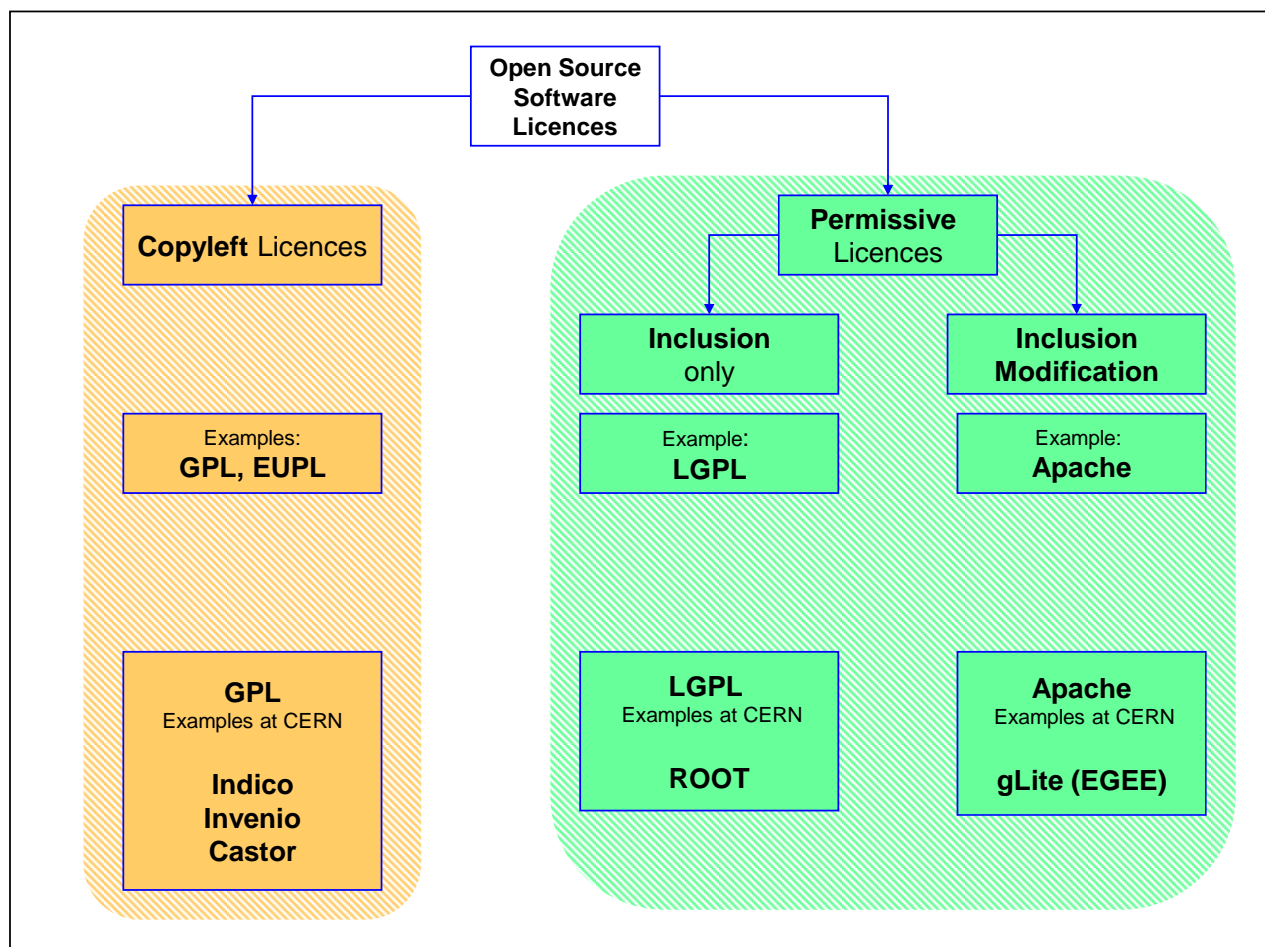 Open Source
Software
Licences
Copyleft Licences
Permissive
Licences
Inclusion
only
Inclusion
Modification
Examples:
GPL, EUPL
Example:
LGPL
Example:
Apache
GPL
Examples at CERN
Indico
Invenio
Castor
LGPL
Examples at CERN
ROOT
Apache
Examples at CERN
gLite (EGEE)